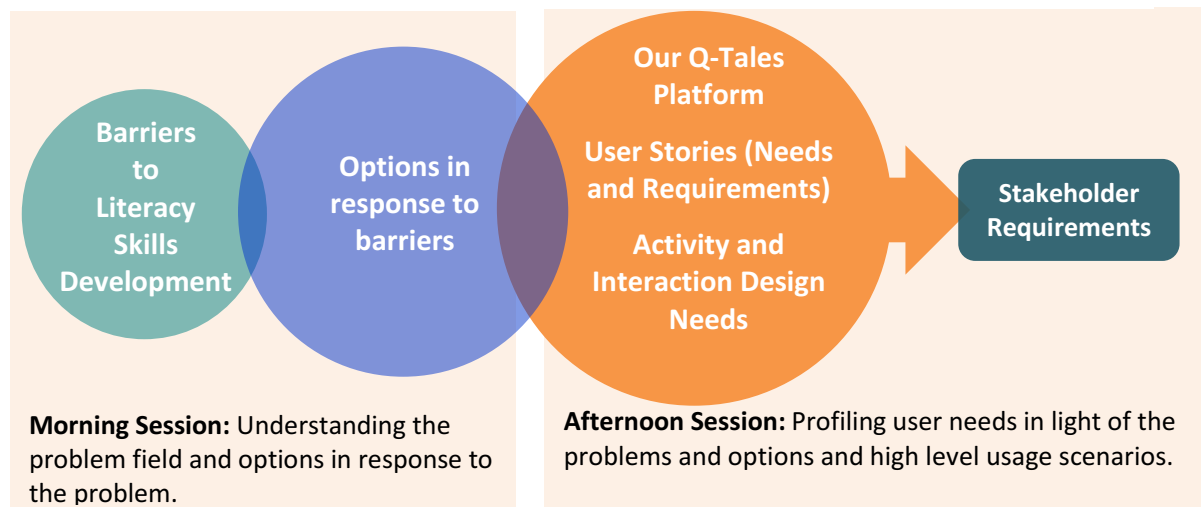 Barriers
to
Literacy
Skills
Development
Options in
response to
barriers
Our Q-Tales
Platform
User Stories (Needs
and Requirements)
Activity and
Interaction Design
Needs
Stakeholder
Requirements
Morning Session: Understanding the
problem field and options in response to
the problem.
Afternoon Session: Profiling user needs in light of the
problems and options and high level usage scenarios.